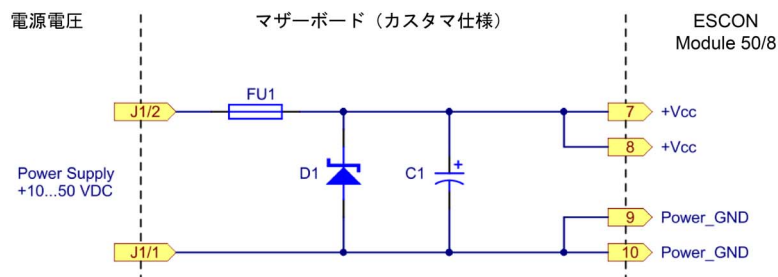 電源電圧
マザーボード（カスタマ仕様）
ESCON
Module 50/8
FU1
J1/2
7
+Vcc
8
+Vcc
Power Supply
+10...50 VDC
D1
C1
+
9
Power_GND
J1/1
10
Power_GND